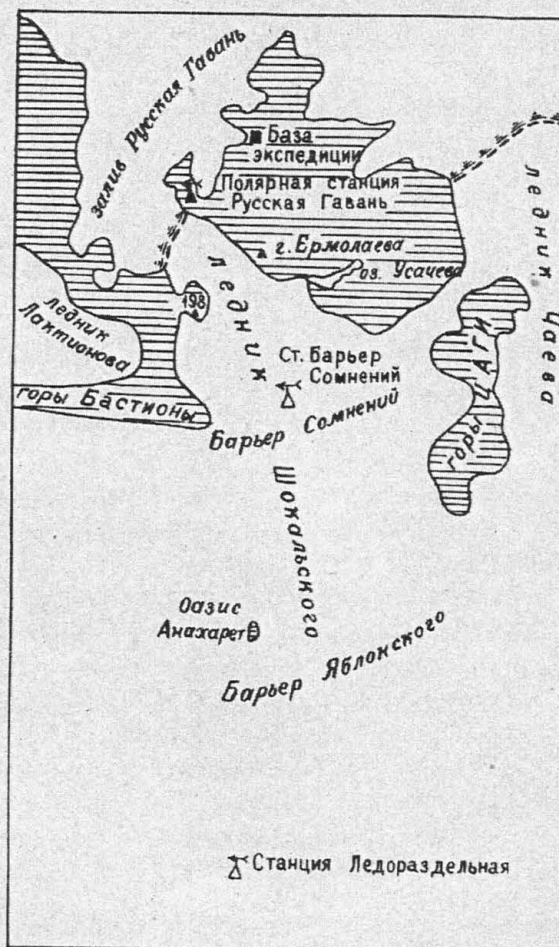 залив Русская Гавань
База
экспедиции
Полярная станция
Русская Гавань
ледник Чаева
г. Ермолаева
оз. Усачева
198
ледник
Лактионова
горы ЦАГИ
Ст. Барьер
Сомнений
горы Бастионы
Барьер Сомнений
ледник Шокальского
Оазис
Анахарет
Барьер Яблонского
Станция Ледораздельная